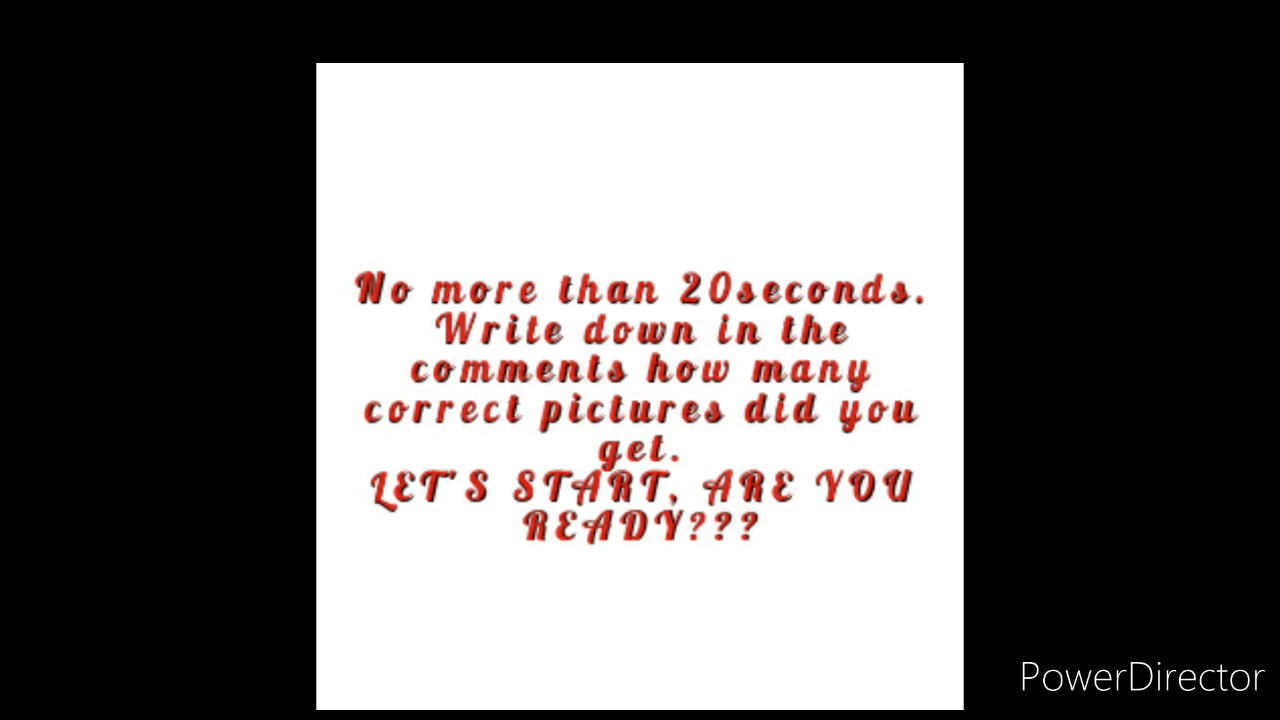 No more than 20seconds.
Write down in the
comments how many
correct pictures did you
get.
LET'S START, ARE YOU
READY???
PowerDirector